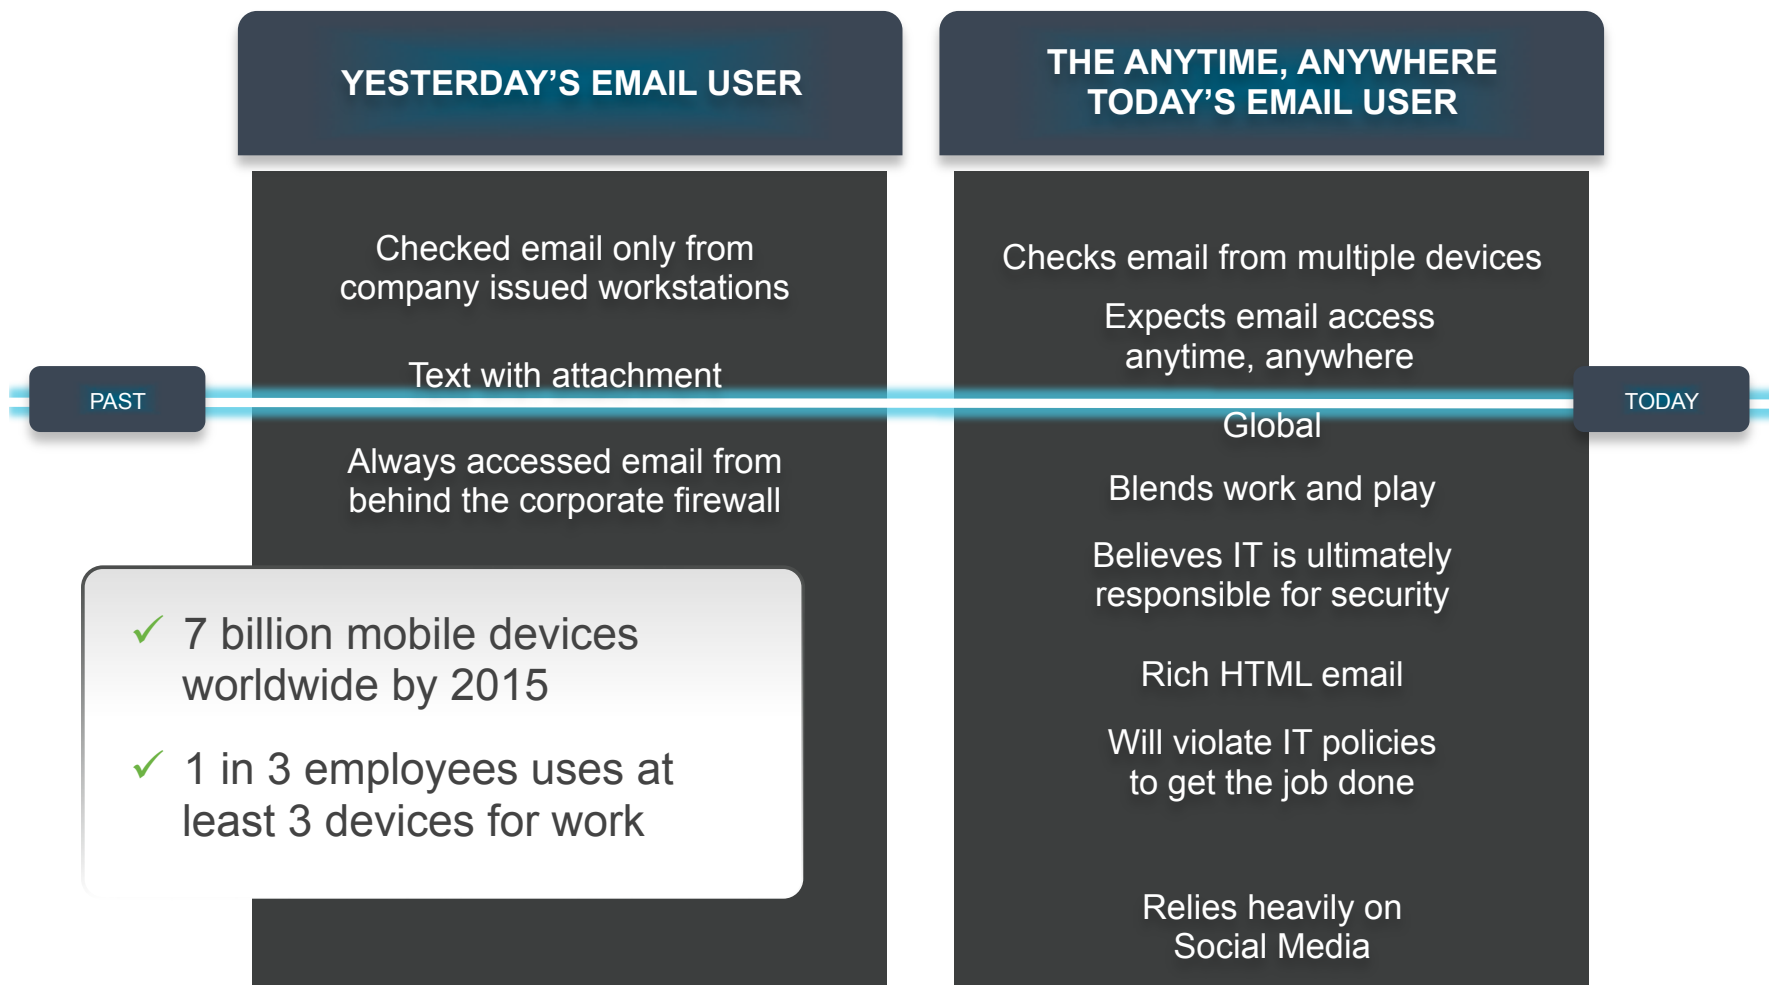 YESTERDAY’S EMAIL USER
Checked email only from
company issued workstations
Text with attachment
Always accessed email from
behind the corporate firewall
PAST
✓ 7 billion mobile devices
worldwide by 2015
✓ 1 in 3 employees uses at
least 3 devices for work
THE ANYTIME, ANYWHERE
TODAY’S EMAIL USER
Checks email from multiple devices
Expects email access
anytime, anywhere
Global
Blends work and play
Believes IT is ultimately
responsible for security
Rich HTML email
Will violate IT policies
to get the job done
Relies heavily on
Social Media
TODAY